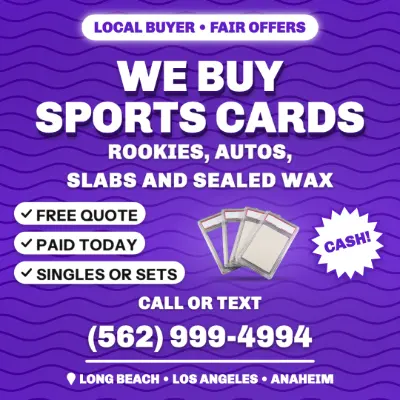 LOCAL BUYER • FAIR OFFERS
WE BUY
SPORTS CARDS
ROOKIES, AUTOS,
SLABS AND SEALED WAX
FREE QUOTE
PAID TODAY
SINGLES OR SETS
CASH!
CALL OR TEXT
(562) 999-4994
LONG BEACH • LOS ANGELES • ANAHEIM